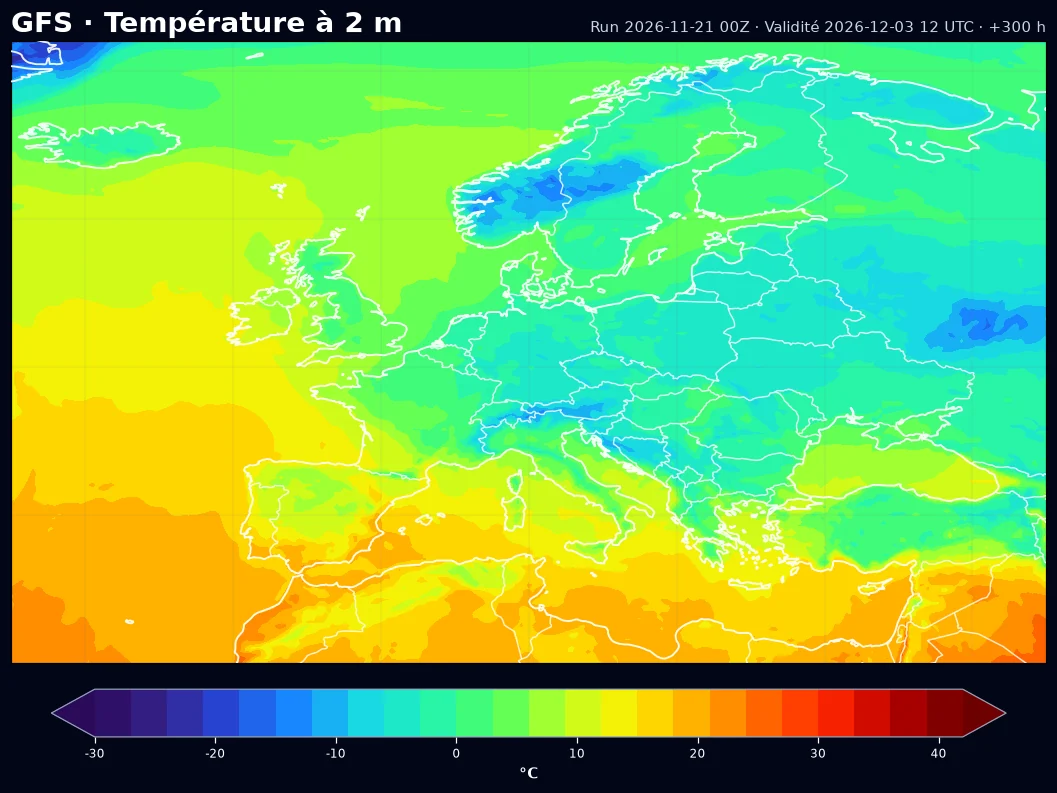 GFS · Température à 2 m
Run 2026-11-21 00Z · Validité 2026-12-03 12 UTC · +300 h
-30 -20 -10 0 10 20 30 40
°C